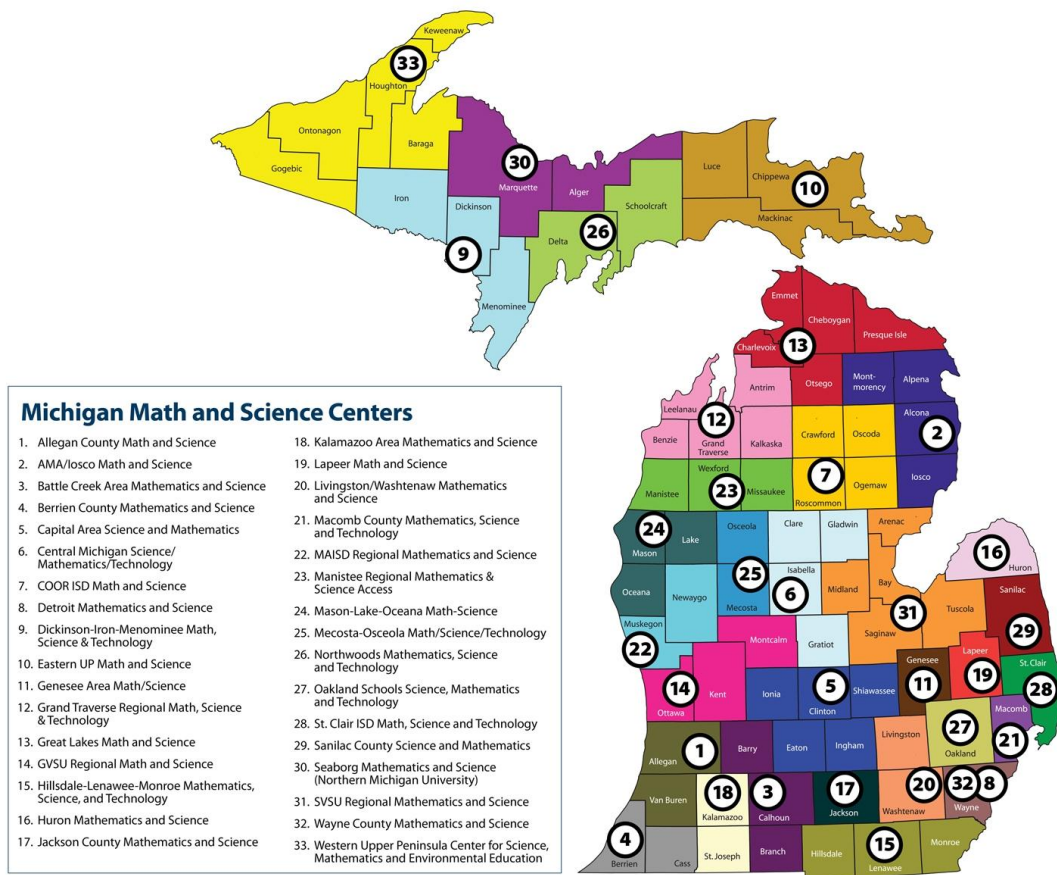 Keweenaw
33
Houghton
Ontonagon
Baraga
Gogebic
30
Marquette
Alger
Luce
Chippewa
10
Iron
Dickinson
Schoolcraft
Mackinac
Delta
26
9
Menominee
Emmet
Cheboygan
Presque Isle
Charlevoix
13
Antrim
Otsego
Mont-
morency
Alpena
Leelanau
12
Alcona
2
Benzie
Grand
Traverse
Kalkaska
Crawford
Oscoda
Wexford
7
Iosco
Manistee
23
Missaukee
Roscommon
Ogemaw
24
Mason
Lake
Osceola
Clare
Gladwin
Arenac
16
Huron
Oceana
Newaygo
25
Mecosta
Isabella
6
Midland
Bay
Tuscola
Sanilac
31
Muskegon
22
Montcalm
Gratiot
Saginaw
29
Lapeer
19
Genesee
11
St. Clair
28
14
Ottawa
Kent
Ionia
5
Clinton
Shiawassee
Macomb
21
27
Oakland
1
Allegan
Barry
Eaton
Ingham
Livingston
Van Buren
18
Kalamazoo
3
Calhoun
17
Jackson
20
Washtenaw
32
8
Wayne
4
Berrien
Cass
St. Joseph
Branch
Hillsdale
15
Lenawee
Monroe
Michigan Math and Science Centers
1. Allegan County Math and Science
2. AMA/Iosco Math and Science
3. Battle Creek Area Mathematics and Science
4. Berrien County Mathematics and Science
5. Capital Area Science and Mathematics
6. Central Michigan Science/
Mathematics/Technology
7. COOR ISD Math and Science
8. Detroit Mathematics and Science
9. Dickinson-Iron-Menominee Math,
Science & Technology
10. Eastern UP Math and Science
11. Genesee Area Math/Science
12. Grand Traverse Regional Math, Science
& Technology
13. Great Lakes Math and Science
14. GVSU Regional Math and Science
15. Hillsdale-Lenawee-Monroe Mathematics,
Science, and Technology
16. Huron Mathematics and Science
17. Jackson County Mathematics and Science
18. Kalamazoo Area Mathematics and Science
19. Lapeer Math and Science
20. Livingston/Washtenaw Mathematics
and Science
21. Macomb County Mathematics, Science
and Technology
22. MAISD Regional Mathematics and Science
23. Manistee Regional Mathematics &
Science Access
24. Mason-Lake-Oceana Math-Science
25. Mecosta-Osceola Math/Science/Technology
26. Northwoods Mathematics, Science
and Technology
27. Oakland Schools Science, Mathematics
and Technology
28. St. Clair ISD Math, Science and Technology
29. Sanilac County Science and Mathematics
30. Seaborg Mathematics and Science
(Northern Michigan University)
31. SVSU Regional Mathematics and Science
32. Wayne County Mathematics and Science
33. Western Upper Peninsula Center for Science,
Mathematics and Environmental Education